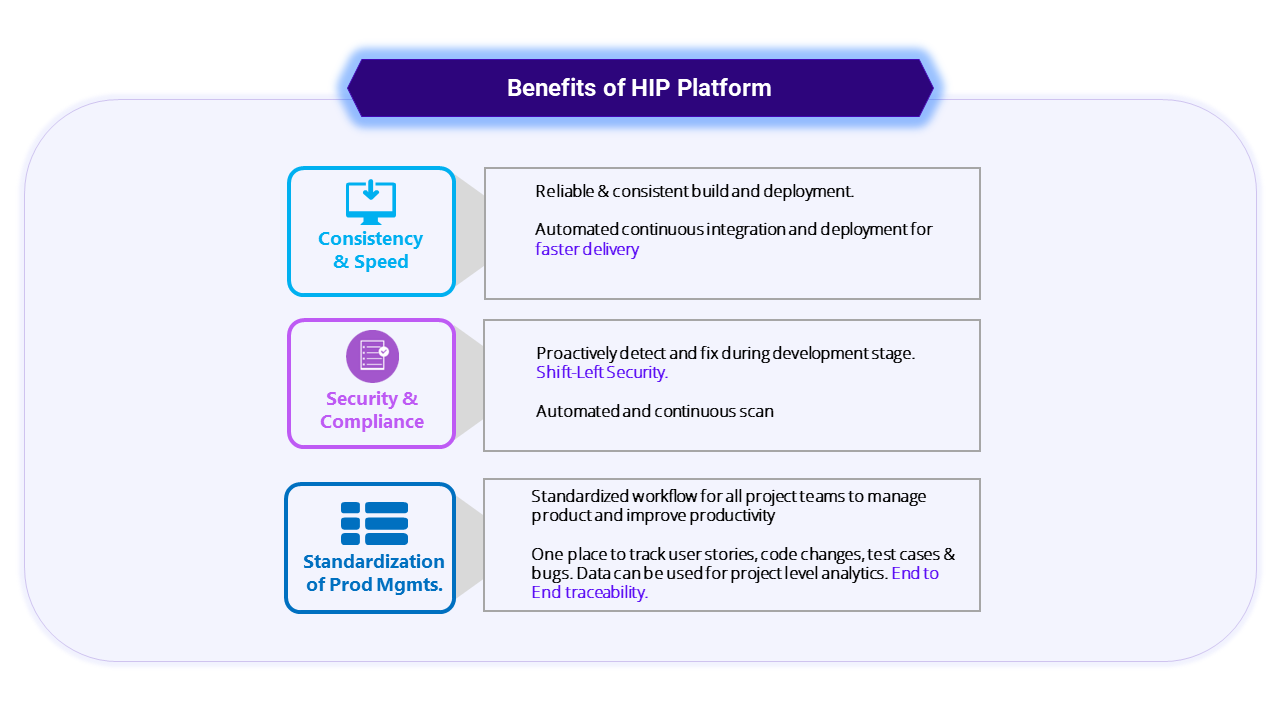 Benefits of HIP Platform
Consistency
& Speed
Reliable & consistent build and deployment.
Automated continuous integration and deployment for
faster delivery
Security &
Compliance
Proactively detect and fix during development stage.
Shift-Left Security.
Automated and continuous scan
Standardization
of Prod Mgmts.
Standardized workflow for all project teams to manage
product and improve productivity
One place to track user stories, code changes, test cases &
bugs. Data can be used for project level analytics. End to
End traceability.